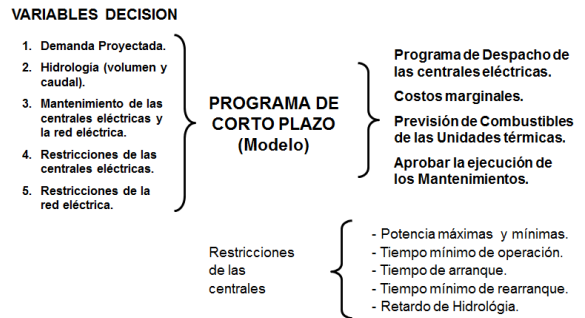 VARIABLES DECISION
1. Demanda Proyectada.
2. Hidrologia (volumen y
caudal).
3. Mantenimiento de las
centrales eléctricas y
la red eléctrica.
4. Restricciones de las
centrales eléctricas.
5. Restricciones de la
red eléctrica.
PROGRAMA DE
CORTO PLAZO
(Modelo)
Programa de Despacho de
las centrales eléctricas.
Costos marginales.
Previsión de Combustibles
de las Unidades térmicas.
Aprobar la ejecución de
los Mantenimientos.
Restricciones
de las
centrales
- Potencia máximas y mínimas.
- Tiempo mínimo de operación.
- Tiempo de arranque.
- Tiempo mínimo de rearranque.
- Retardo de Hidrológia.